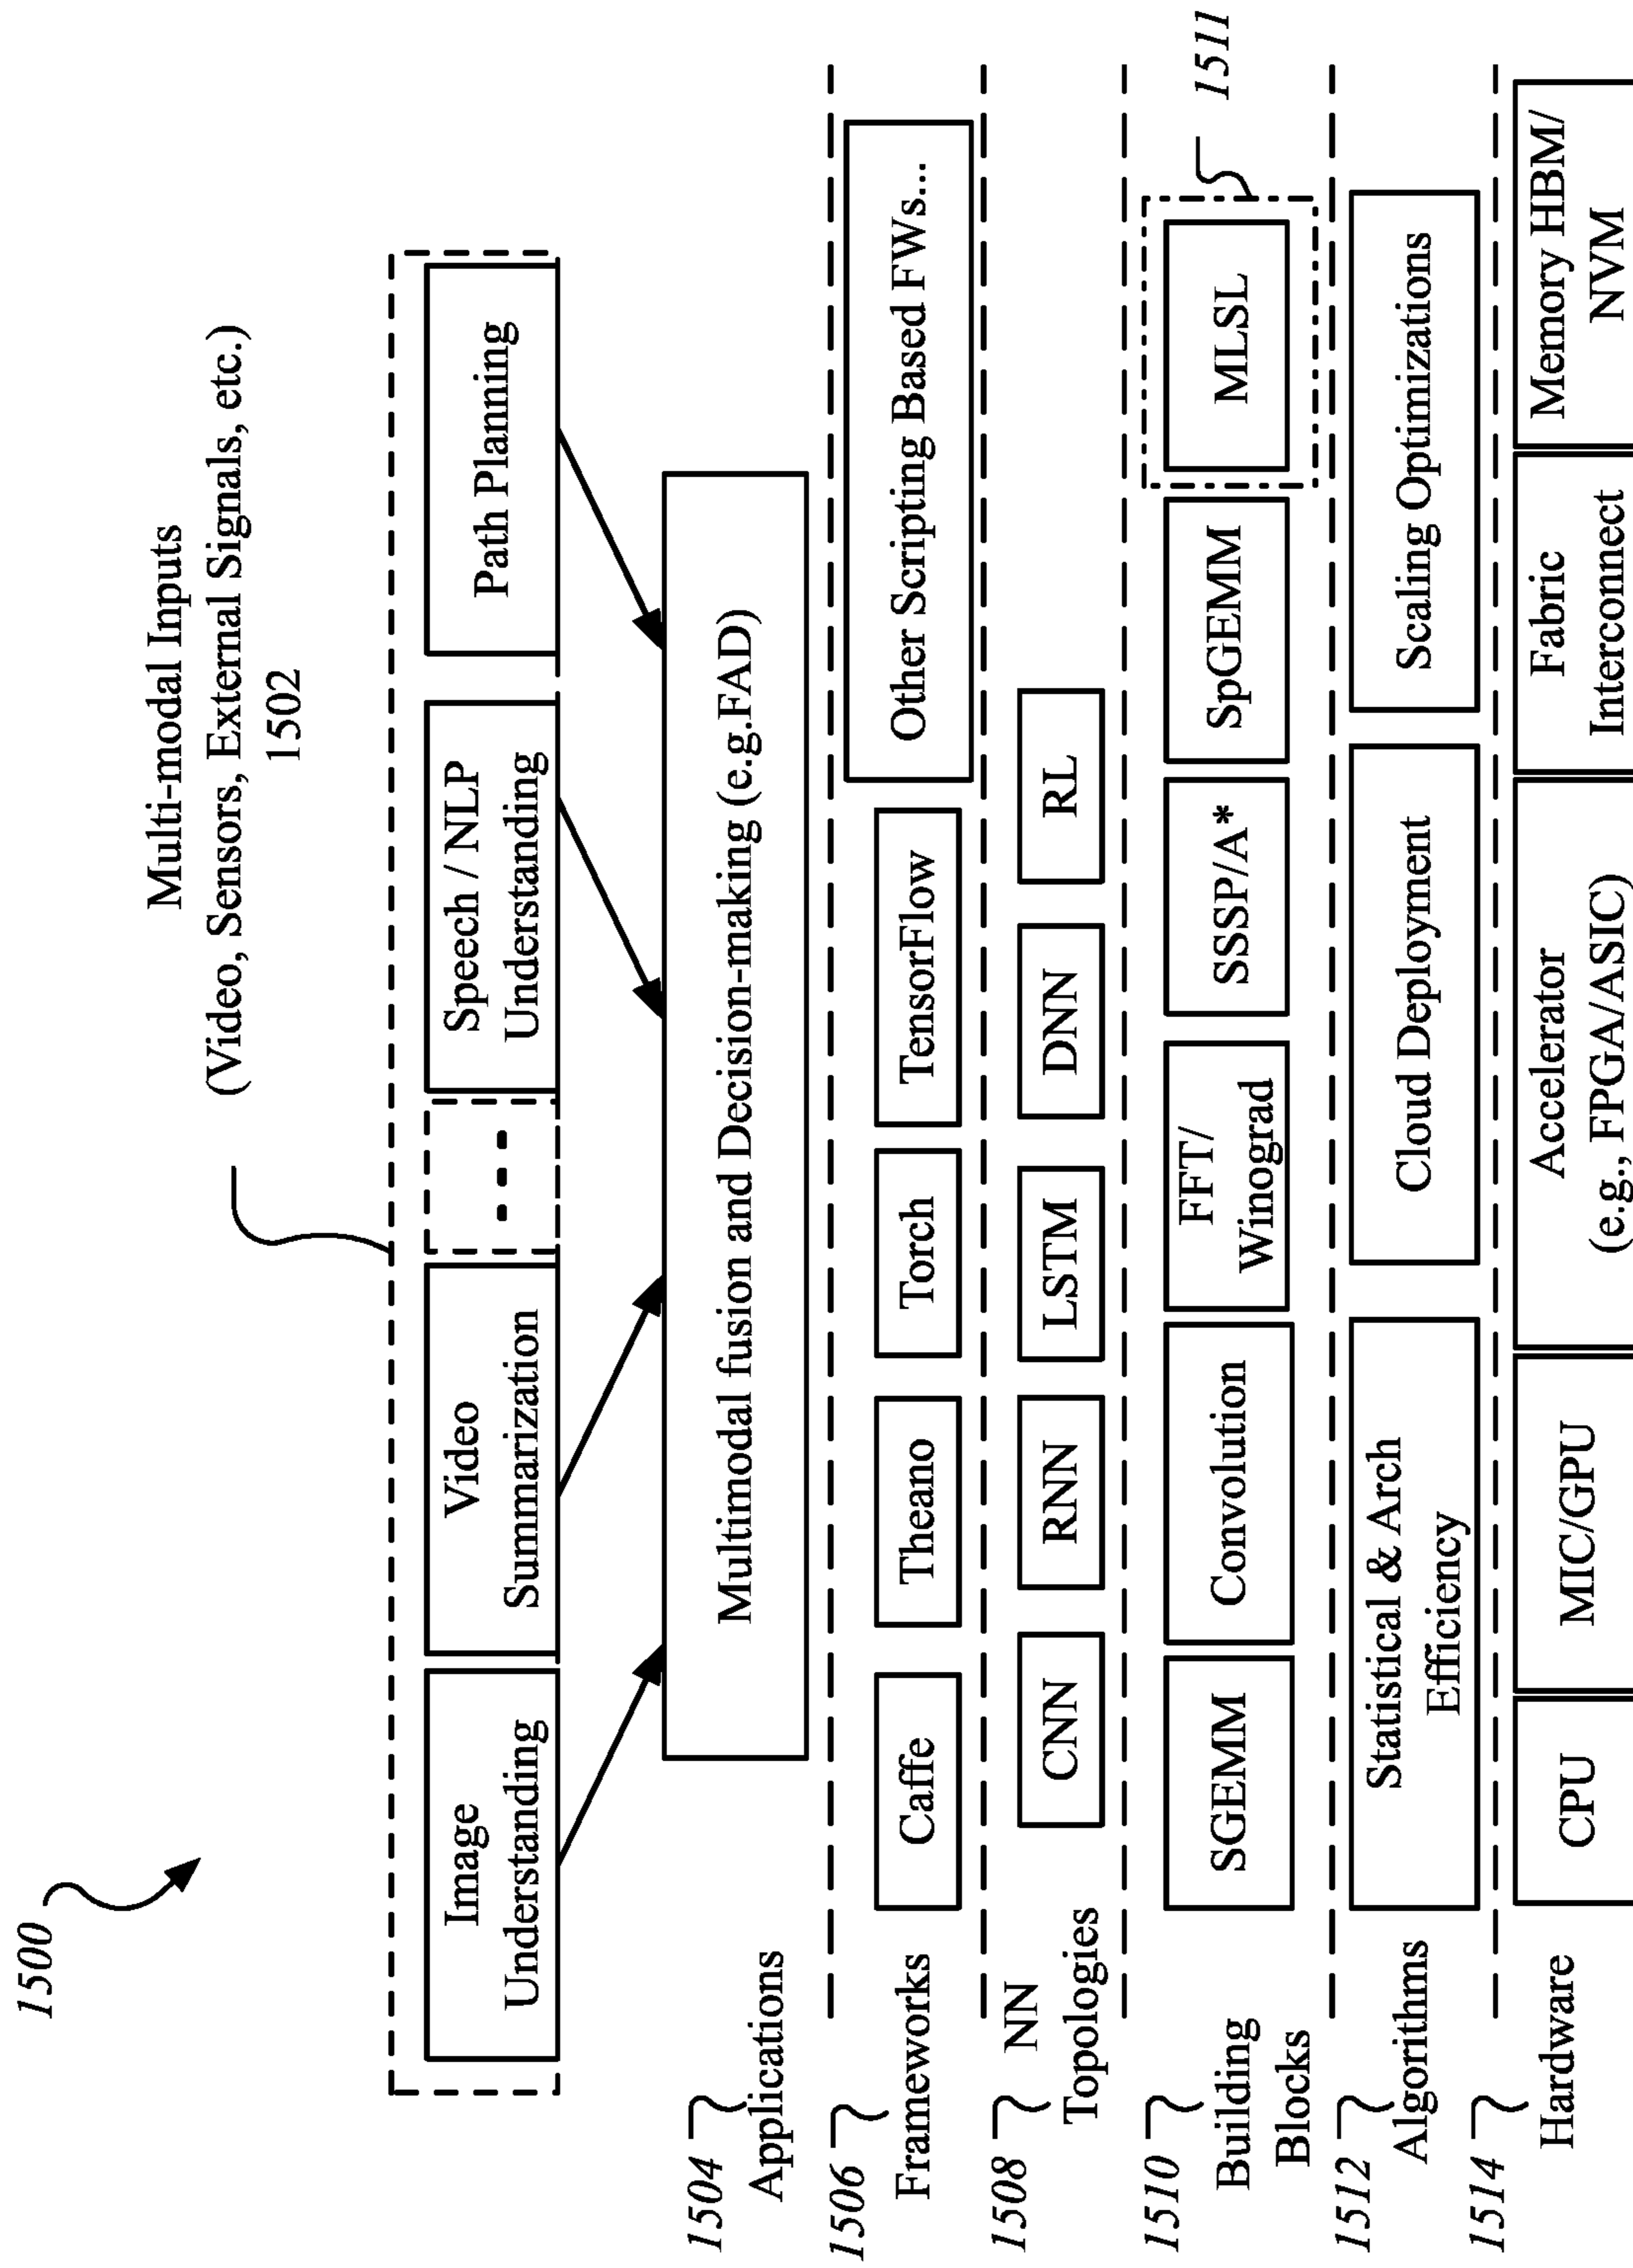 1500
Multi-modal Inputs
(Video, Sensors, External Signals, etc.)
1502
Image
Understanding
Video
Summarization
...
Speech / NLP
Understanding
Path Planning
1504
Applications
Multimodal fusion and Decision-making (e.g.FAD)
1506
Frameworks
Caffe
Theano
Torch
TensorFlow
Other Scripting Based FWs...
1508
NN
Topologies
CNN
RNN
LSTM
DNN
RL
1510
Building
Blocks
SGEMM
Convolution
FFT/
Winograd
SSSP/A*
SpGEMM
MLSL
1511
1512
Algorithms
Statistical & Arch
Efficiency
Cloud Deployment
Scaling Optimizations
1514
Hardware
CPU
MIC/GPU
Accelerator
(e.g., FPGA/ASIC)
Fabric
Interconnect
Memory HBM/
NVM